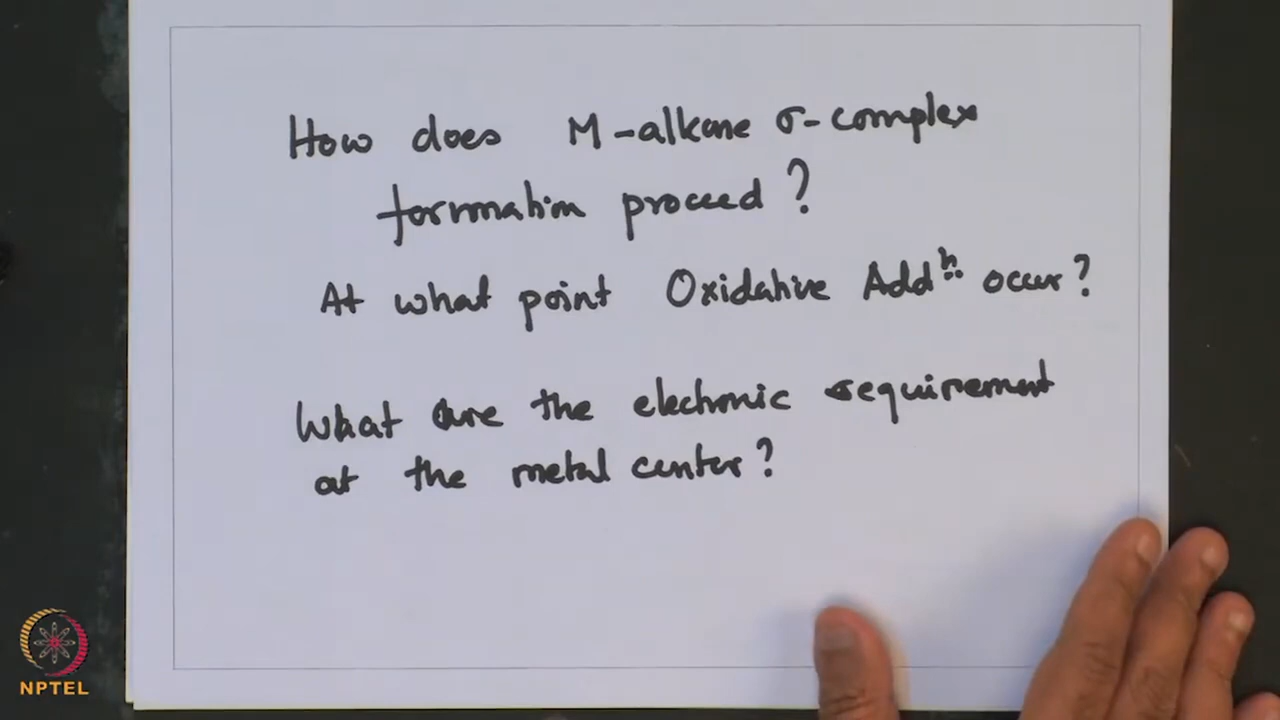 How does M-alkane σ-complex
formation proceed?
At what point Oxidative Addn occur?
What are the electronic requirement
at the metal center?
NPTEL